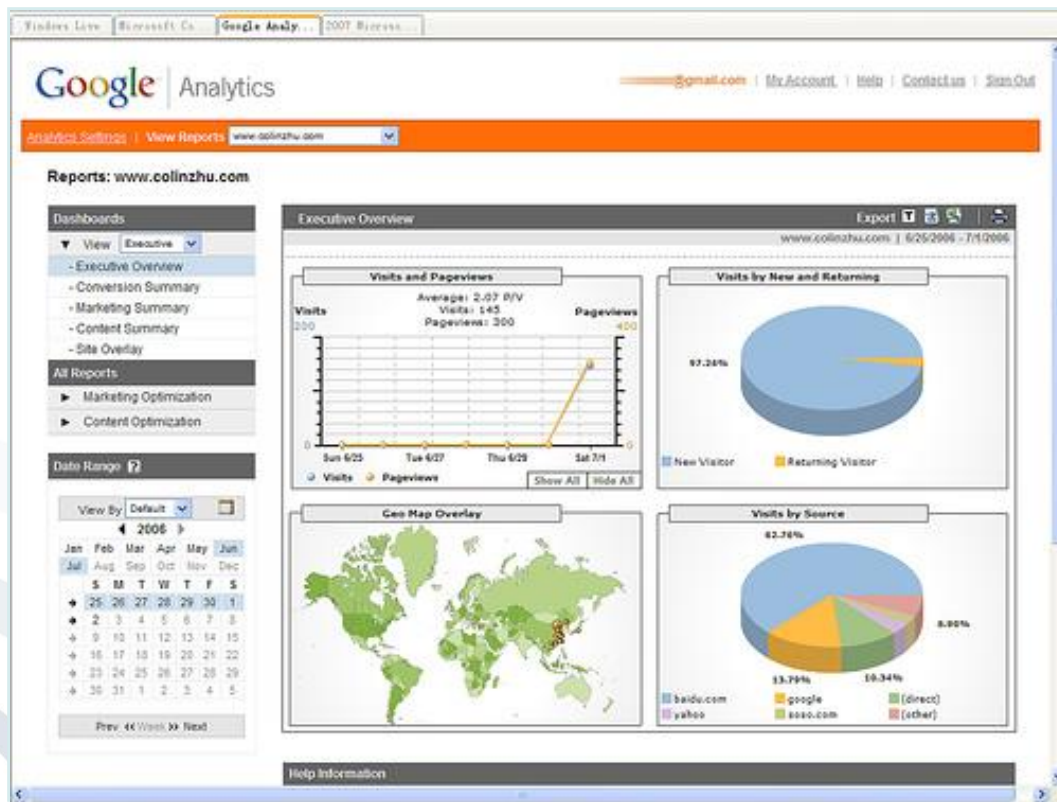 Windows Live
Microsoft Co...
Google Analy...
2007 Microso...
Google Analytics
@gmail.com | My Account | Help | Contact us | Sign Out
Analytics Settings | View Reports www.colinzhu.com
Reports: www.colinzhu.com
Dashboards
View Executive
- Executive Overview
- Conversion Summary
- Marketing Summary
- Content Summary
- Site Overlay
All Reports
Marketing Optimization
Content Optimization
Date Range ?
View By Default
2006
Jan Feb Mar Apr May Jun
Jul Aug Sep Oct Nov Dec
S M T W T F S
25 26 27 28 29 30 1
2 3 4 5 6 7 8
9 10 11 12 13 14 15
16 17 18 19 20 21 22
23 24 25 26 27 28 29
30 31 1 2 3 4 5
Prev Week Next
Executive Overview
Export T
www.colinzhu.com | 6/25/2006 - 7/1/2006
Visits and Pageviews
Average: 2.07 P/V
Visits: 145
Pageviews: 300
Visits
200
Pageviews
400
0
0
Sun 6/25 Tue 6/27 Thu 6/29 Sat 7/1
Visits Pageviews
Show All Hide All
Visits by New and Returning
97.24%
New Visitor Returning Visitor
Geo Map Overlay
Visits by Source
62.76%
8.90%
13.79% 10.34%
baidu.com google (direct)
yahoo soso.com (other)
Help Information